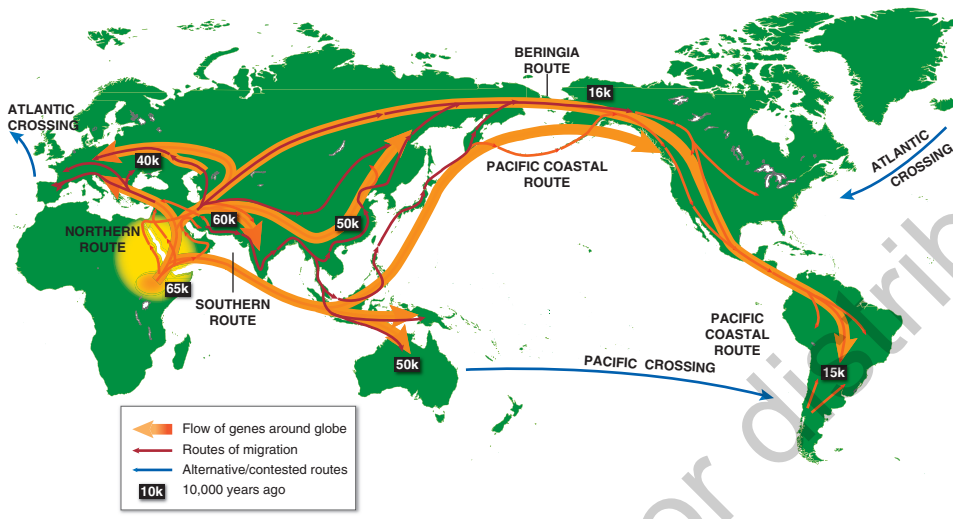 BERINGIA
ROUTE
16k
ATLANTIC
CROSSING
ATLANTIC
CROSSING
40k
PACIFIC COASTAL
ROUTE
60k
50k
NORTHERN
ROUTE
65k
SOUTHERN
ROUTE
PACIFIC
COASTAL
ROUTE
50k
PACIFIC CROSSING
15k
Flow of genes around globe
Routes of migration
Alternative/contested routes
10k 10,000 years ago
or distrib